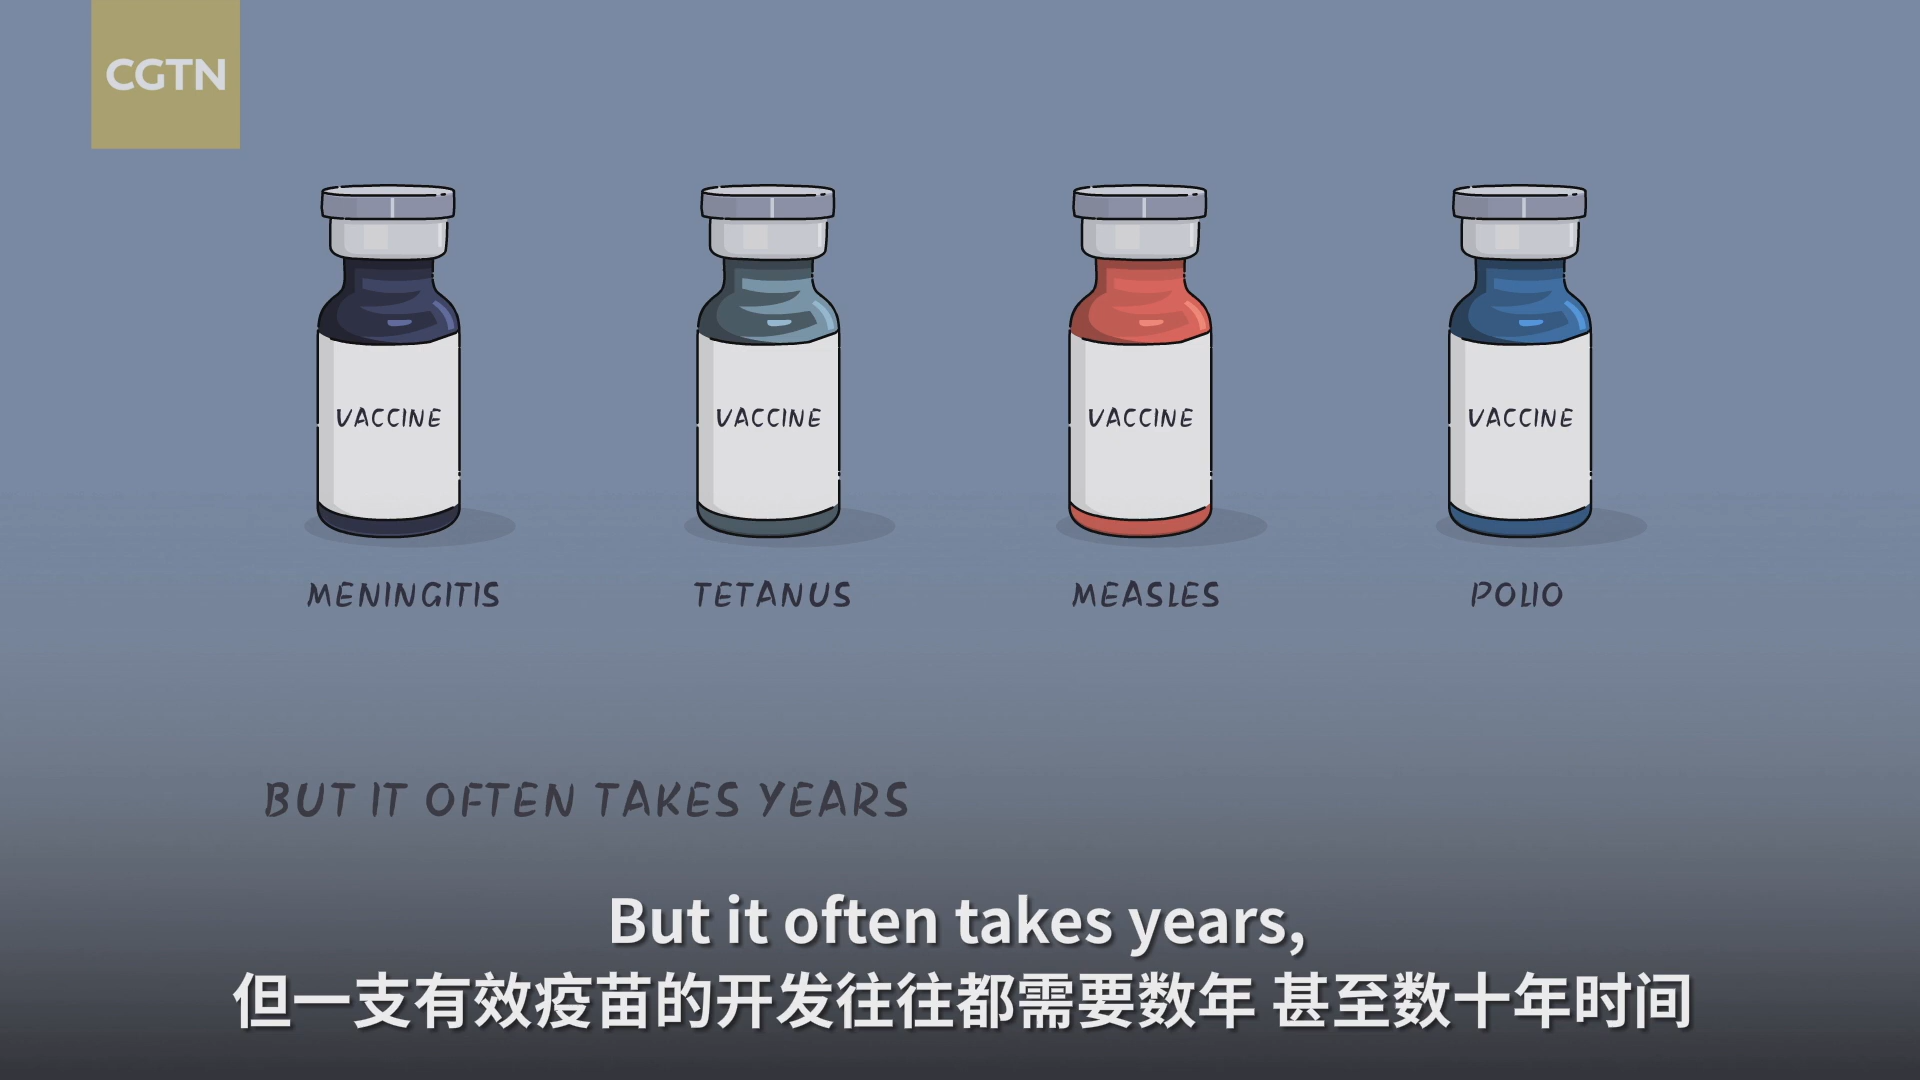 CGTN
VACCINE VACCINE VACCINE VACCINE
MENINGITIS TETANUS MEASLES POLIO
BUT IT OFTEN TAKES YEARS
But it often takes years,
但一支有效疫苗的开发往往都需要数年 甚至数十年时间